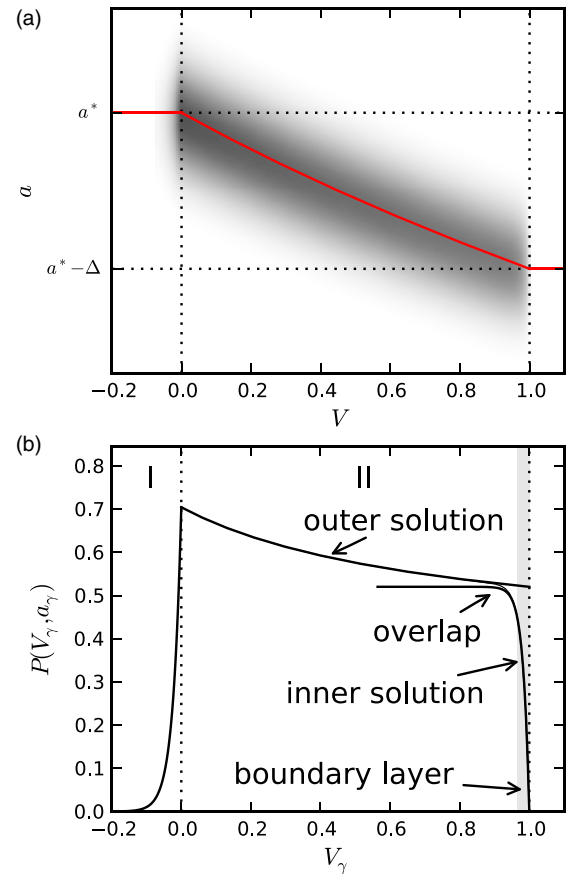 (a)
a*
a
a* −Δ
−0.2 0.0 0.2 0.4 0.6 0.8 1.0
V
(b)
I II
0.8
0.7
0.6
0.5
0.4
0.3
0.2
0.1
0.0
P(Vγ,aγ)
outer solution
overlap
inner solution
boundary layer
−0.2 0.0 0.2 0.4 0.6 0.8 1.0
Vγ